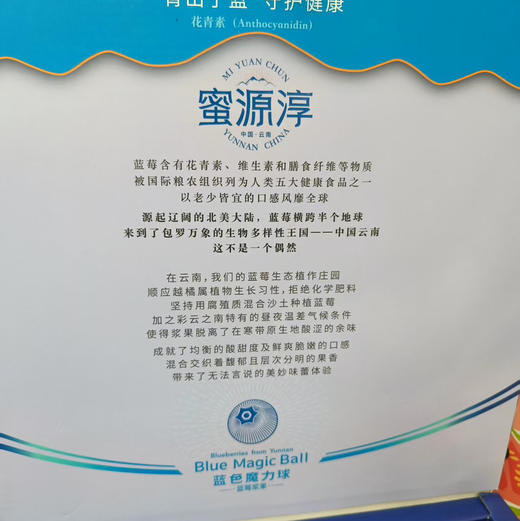 守护健康
花青素（Anthocyanidin）
MI YUAN CHUN
蜜源淳
中国·云南
YUNNAN CHINA
蓝莓含有花青素、维生素和膳食纤维等物质
被国际粮农组织列为人类五大健康食品之一
以老少皆宜的口感风靡全球
源起辽阔的北美大陆，蓝莓横跨半个地球
来到了包罗万象的生物多样性王国——中国云南
这不是一个偶然
在云南，我们的蓝莓生态植作庄园
顺应越橘属植物生长习性，拒绝化学肥料
坚持用腐殖质混合沙土种植蓝莓
加之彩云之南特有的昼夜温差气候条件
使得浆果脱离了在寒带原生地酸涩的余味
成就了均衡的酸甜度及鲜爽脆嫩的口感
混合交织着馥郁且层次分明的果香
带来了无法言说的美妙味蕾体验
Blueberries from Yunnan
Blue Magic Ball
蓝色魔力球
蓝莓浆果